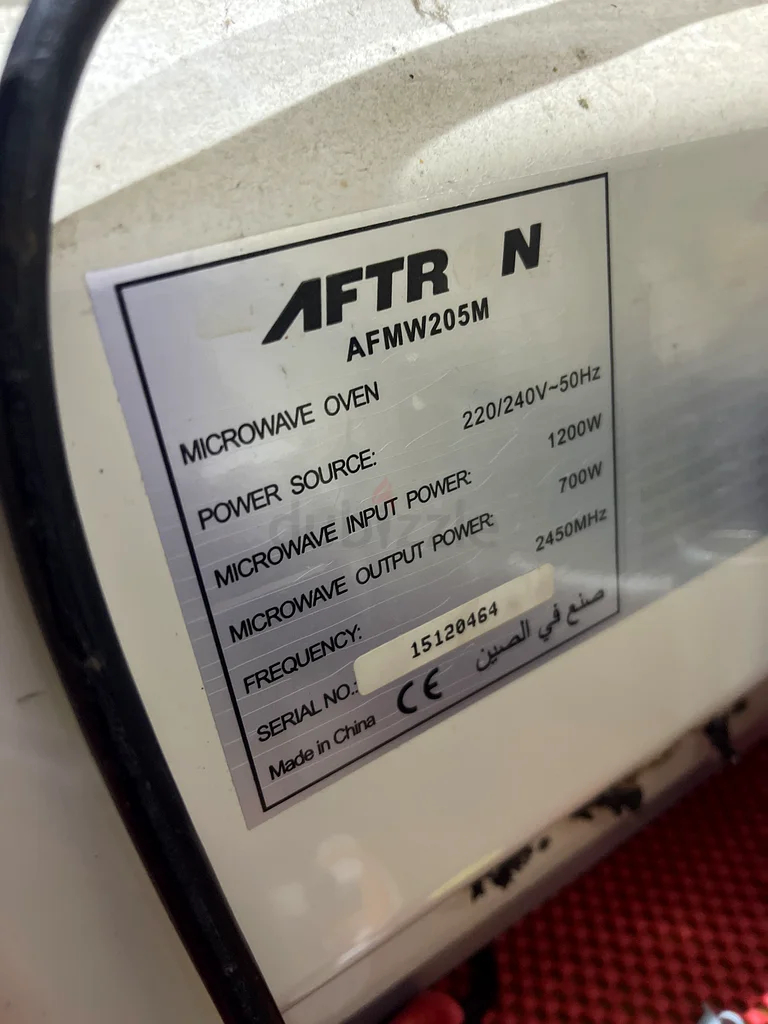 AFTR N
AFMW205M
MICROWAVE OVEN
POWER SOURCE: 220/240V~50Hz
MICROWAVE INPUT POWER: 1200W
MICROWAVE OUTPUT POWER: 700W
FREQUENCY: 2450MHz
SERIAL NO.: 15120464
Made in China CE صنع في الصين
dubizzle